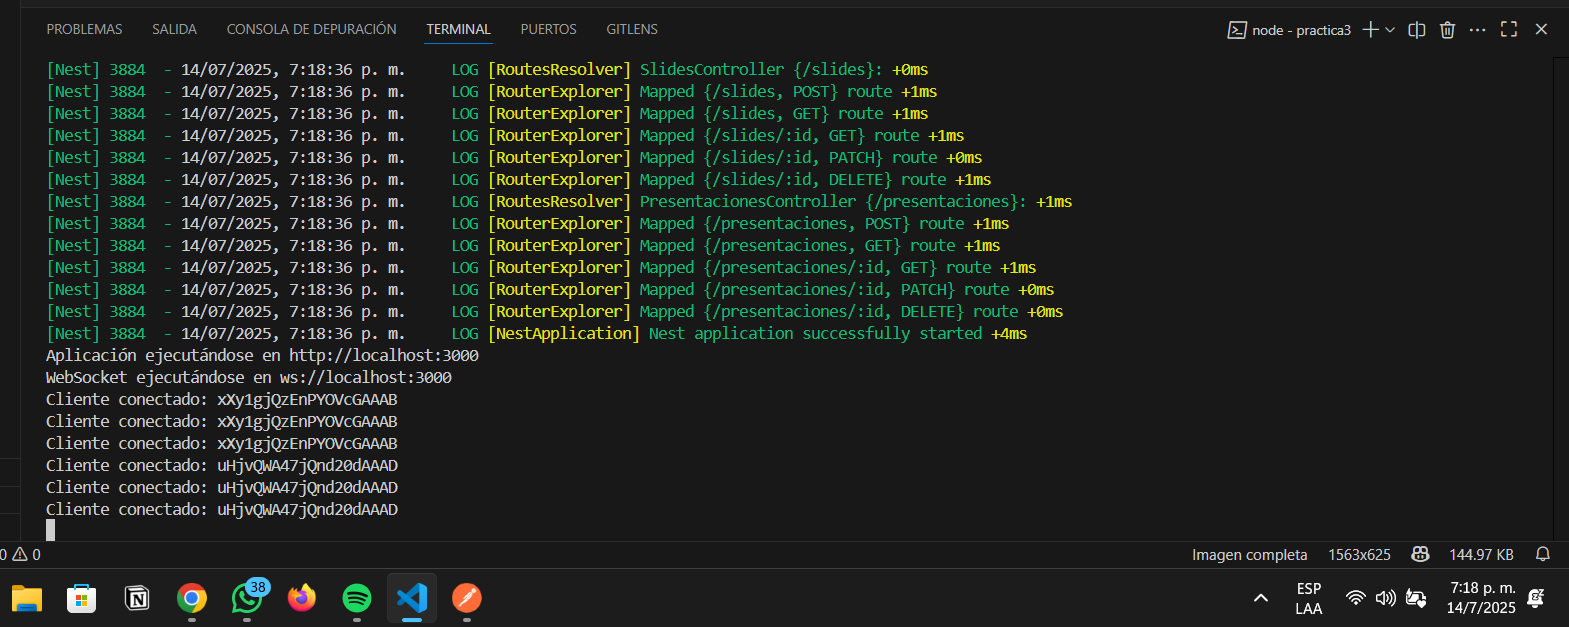 PROBLEMAS SALIDA CONSOLA DE DEPURACIÓN TERMINAL PUERTOS GITLENS node - practica3
[Nest] 3884 - 14/07/2025, 7:18:36 p. m. LOG [RoutesResolver] SlidesController {/slides}: +0ms
[Nest] 3884 - 14/07/2025, 7:18:36 p. m. LOG [RouterExplorer] Mapped {/slides, POST} route +1ms
[Nest] 3884 - 14/07/2025, 7:18:36 p. m. LOG [RouterExplorer] Mapped {/slides, GET} route +1ms
[Nest] 3884 - 14/07/2025, 7:18:36 p. m. LOG [RouterExplorer] Mapped {/slides/:id, GET} route +1ms
[Nest] 3884 - 14/07/2025, 7:18:36 p. m. LOG [RouterExplorer] Mapped {/slides/:id, PATCH} route +0ms
[Nest] 3884 - 14/07/2025, 7:18:36 p. m. LOG [RouterExplorer] Mapped {/slides/:id, DELETE} route +1ms
[Nest] 3884 - 14/07/2025, 7:18:36 p. m. LOG [RoutesResolver] PresentacionesController {/presentaciones}: +1ms
[Nest] 3884 - 14/07/2025, 7:18:36 p. m. LOG [RouterExplorer] Mapped {/presentaciones, POST} route +1ms
[Nest] 3884 - 14/07/2025, 7:18:36 p. m. LOG [RouterExplorer] Mapped {/presentaciones, GET} route +1ms
[Nest] 3884 - 14/07/2025, 7:18:36 p. m. LOG [RouterExplorer] Mapped {/presentaciones/:id, GET} route +1ms
[Nest] 3884 - 14/07/2025, 7:18:36 p. m. LOG [RouterExplorer] Mapped {/presentaciones/:id, PATCH} route +0ms
[Nest] 3884 - 14/07/2025, 7:18:36 p. m. LOG [RouterExplorer] Mapped {/presentaciones/:id, DELETE} route +0ms
[Nest] 3884 - 14/07/2025, 7:18:36 p. m. LOG [NestApplication] Nest application successfully started +4ms
Aplicación ejecutándose en http://localhost:3000
WebSocket ejecutándose en ws://localhost:3000
Cliente conectado: xXy1gjQzEnPYOVcGAAAB
Cliente conectado: xXy1gjQzEnPYOVcGAAAB
Cliente conectado: xXy1gjQzEnPYOVcGAAAB
Cliente conectado: uHjvQWA47jQnd20dAAAD
Cliente conectado: uHjvQWA47jQnd20dAAAD
Cliente conectado: uHjvQWA47jQnd20dAAAD
0 0 Imagen completa 1563x625 144.97 KB
38
ESP 7:18 p. m.
LAA 14/7/2025